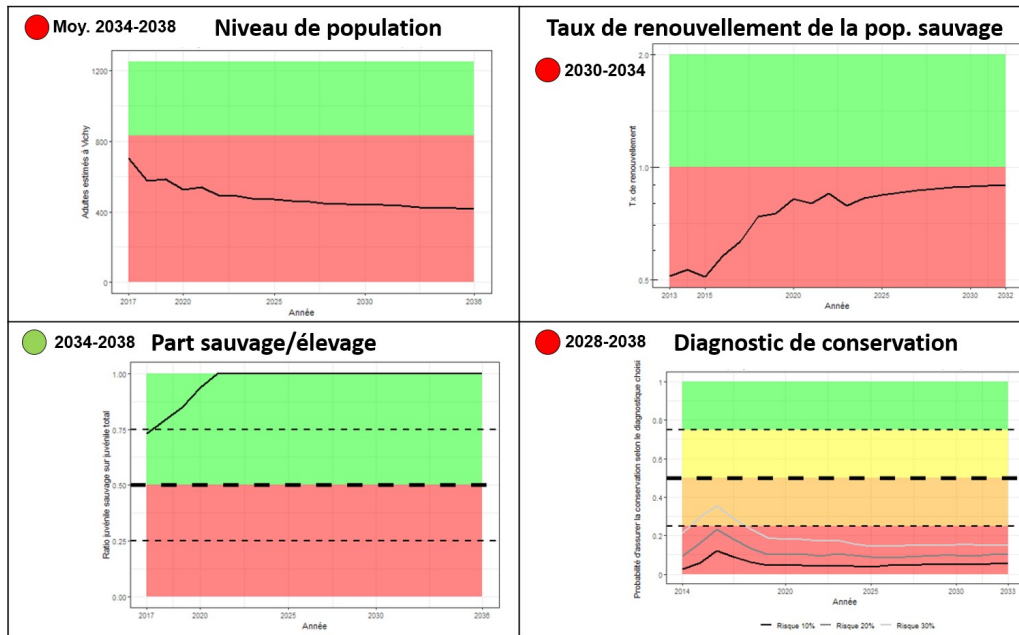 Moy. 2034-2038
Niveau de population
Adultes estimés à Vichy
1200
800
400
0
2017
2020
2025
2030
2036
Année
Taux de renouvellement de la pop. sauvage
2030-2034
Tx de renouvellement
2.0
1.0
0.5
2013
2015
2020
2025
2030
2032
Année
2034-2038
Part sauvage/élevage
Ratio juvénile sauvage sur juvénile total
1.00
0.75
0.50
0.25
0.00
2017
2020
2025
2030
2036
Année
2028-2038
Diagnostic de conservation
Probabilité d'assurer la conservation selon le diagnostique choisi
1
0.8
0.6
0.4
0.2
0
2014
2020
2025
2030
2033
Année
Risque 10%
Risque 20%
Risque 30%